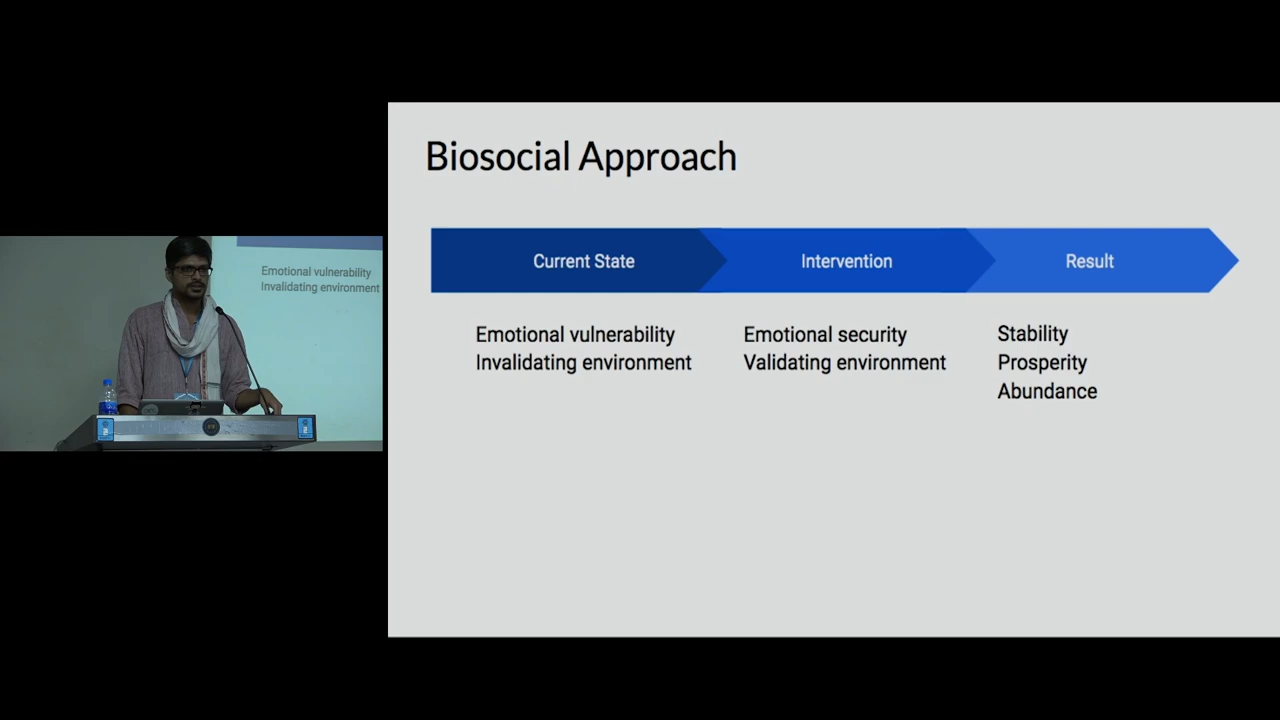 Biosocial Approach
Current State
Intervention
Result
Emotional vulnerability
Invalidating environment
Emotional security
Validating environment
Stability
Prosperity
Abundance
Emotional vulnerability
Invalidating environment